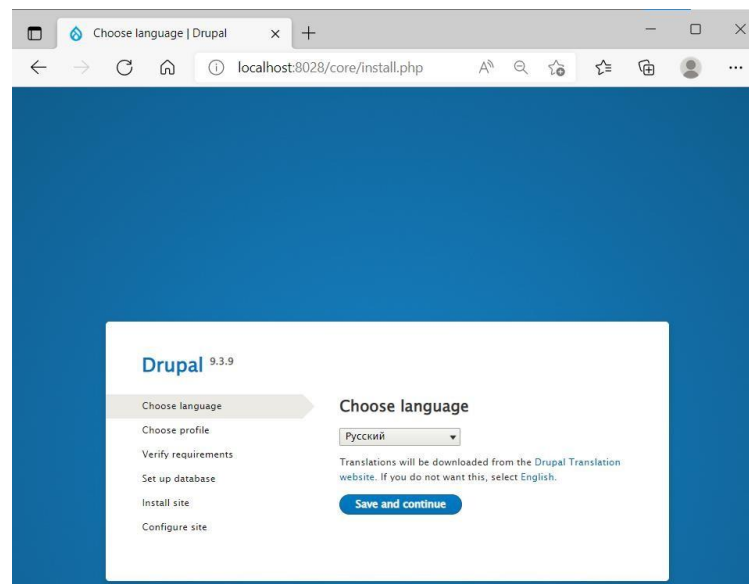 Choose language | Drupal
localhost:8028/core/install.php
Drupal 9.3.9
Choose language
Choose profile
Verify requirements
Set up database
Install site
Configure site
Choose language
Русский
Translations will be downloaded from the Drupal Translation
website. If you do not want this, select English.
Save and continue